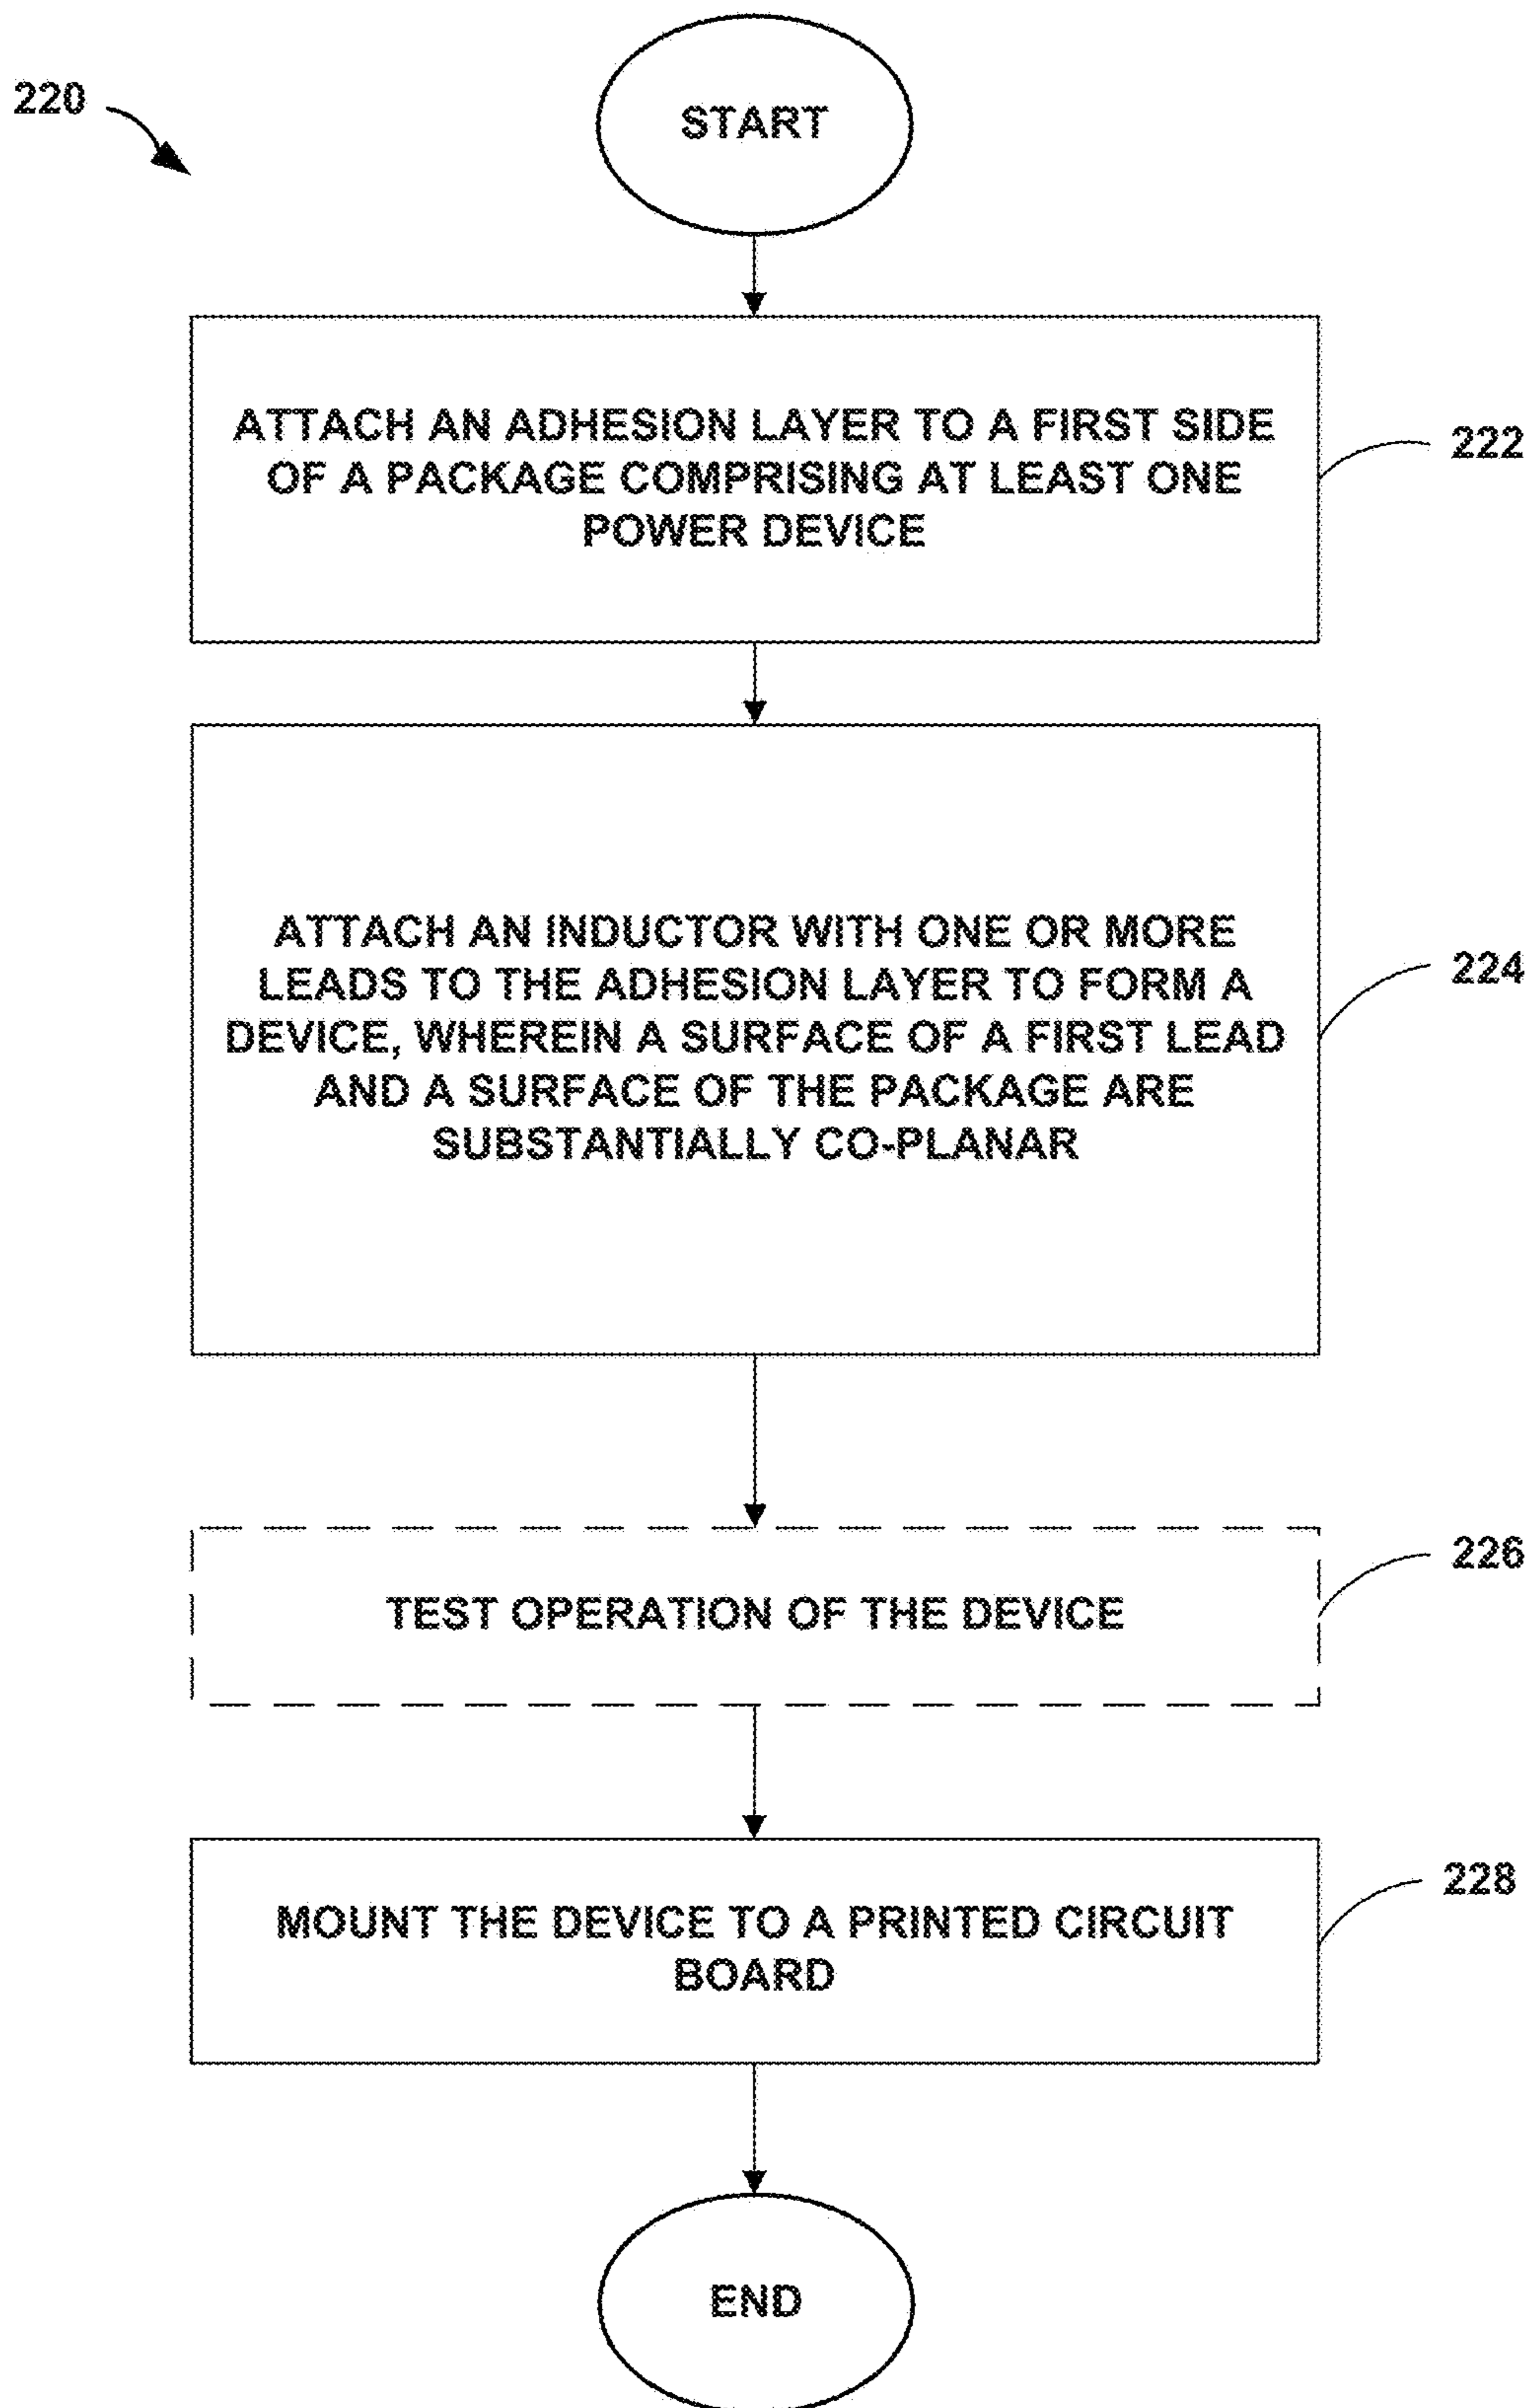 220
START
ATTACH AN ADHESION LAYER TO A FIRST SIDE
OF A PACKAGE COMPRISING AT LEAST ONE
POWER DEVICE
222
ATTACH AN INDUCTOR WITH ONE OR MORE
LEADS TO THE ADHESION LAYER TO FORM A
DEVICE, WHEREIN A SURFACE OF A FIRST LEAD
AND A SURFACE OF THE PACKAGE ARE
SUBSTANTIALLY CO-PLANAR
224
TEST OPERATION OF THE DEVICE
226
MOUNT THE DEVICE TO A PRINTED CIRCUIT
BOARD
228
END